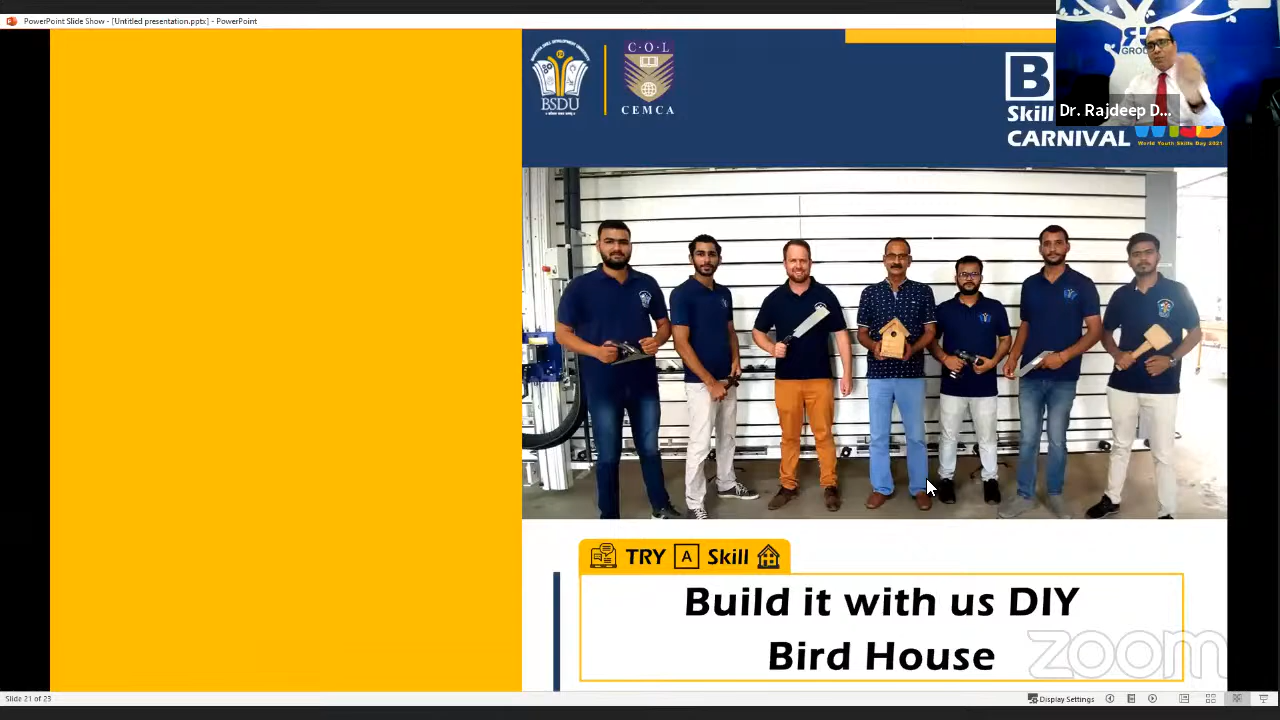 PowerPoint Slide Show - [Untitled presentation.pptx] - PowerPoint
BSDU
C·O·L
CEMCA
B
Skill
CARNIVAL
World Youth Skills Day 2021
GROU
Dr. Rajdeep D...
TRY A Skill
Build it with us DIY
Bird House
zoom
Slide 21 of 23
Display Settings